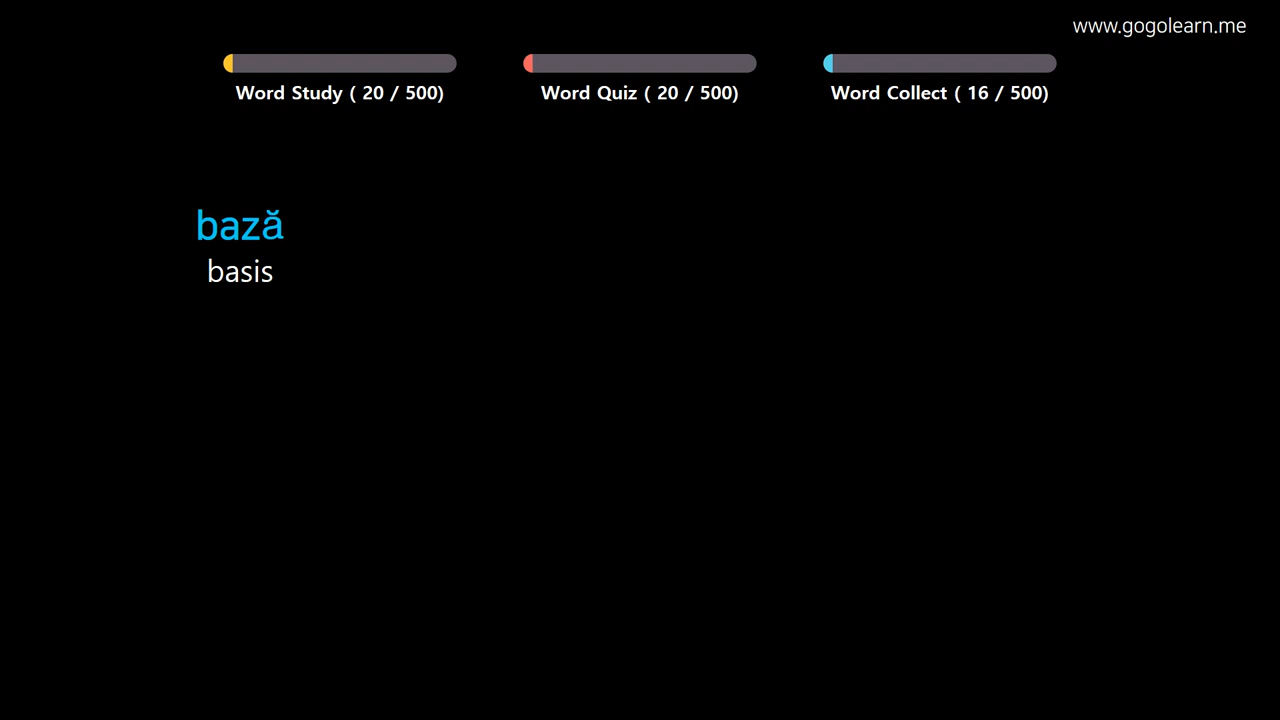 www.gogolearn.me
Word Study ( 20 / 500)
Word Quiz ( 20 / 500)
Word Collect ( 16 / 500)
bază
basis